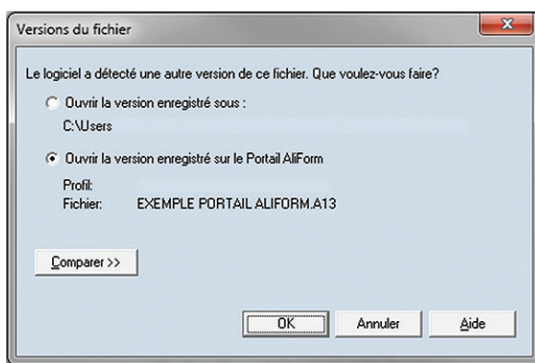 Versions du fichier
Le logiciel a détecté une autre version de ce fichier. Que voulez-vous faire?
Ouvrir la version enregistré sous :
C:\Users
Ouvrir la version enregistré sur le Portail AliForm
Profil:
Fichier: EXEMPLE PORTAIL ALIFORM.A13
Comparer >>
OK Annuler Aide